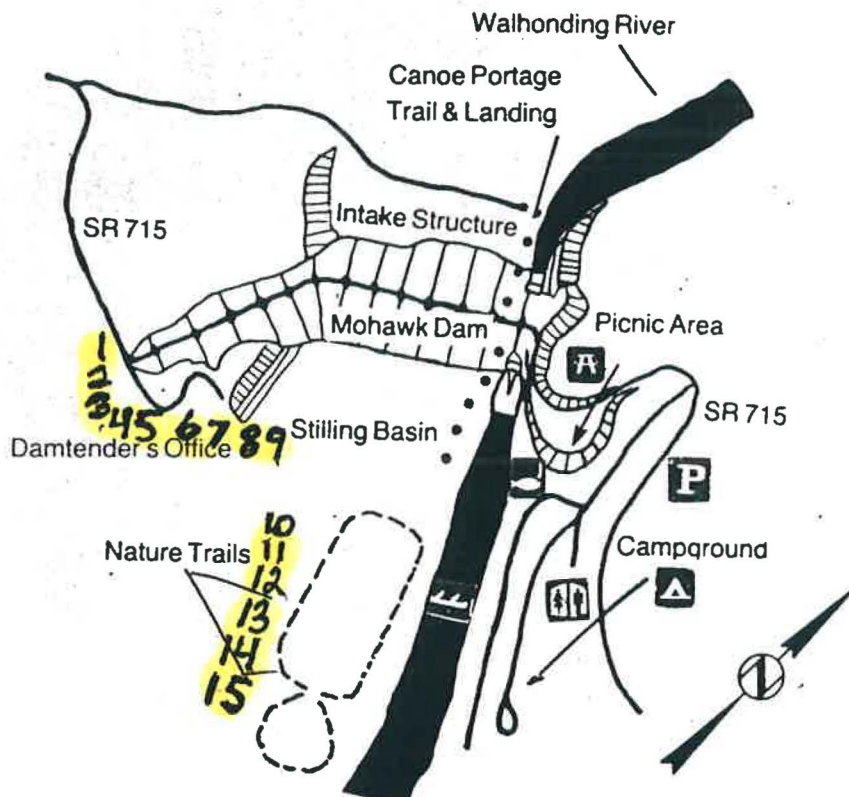 Walhonding River
Canoe Portage
Trail & Landing
SR 715
Intake Structure
Mohawk Dam
Picnic Area
1
2
3
4 5 6 7 8 9
Damtender's Office
Stilling Basin
SR 715
P
Nature Trails
10
11
12
13
14
15
Campground
N